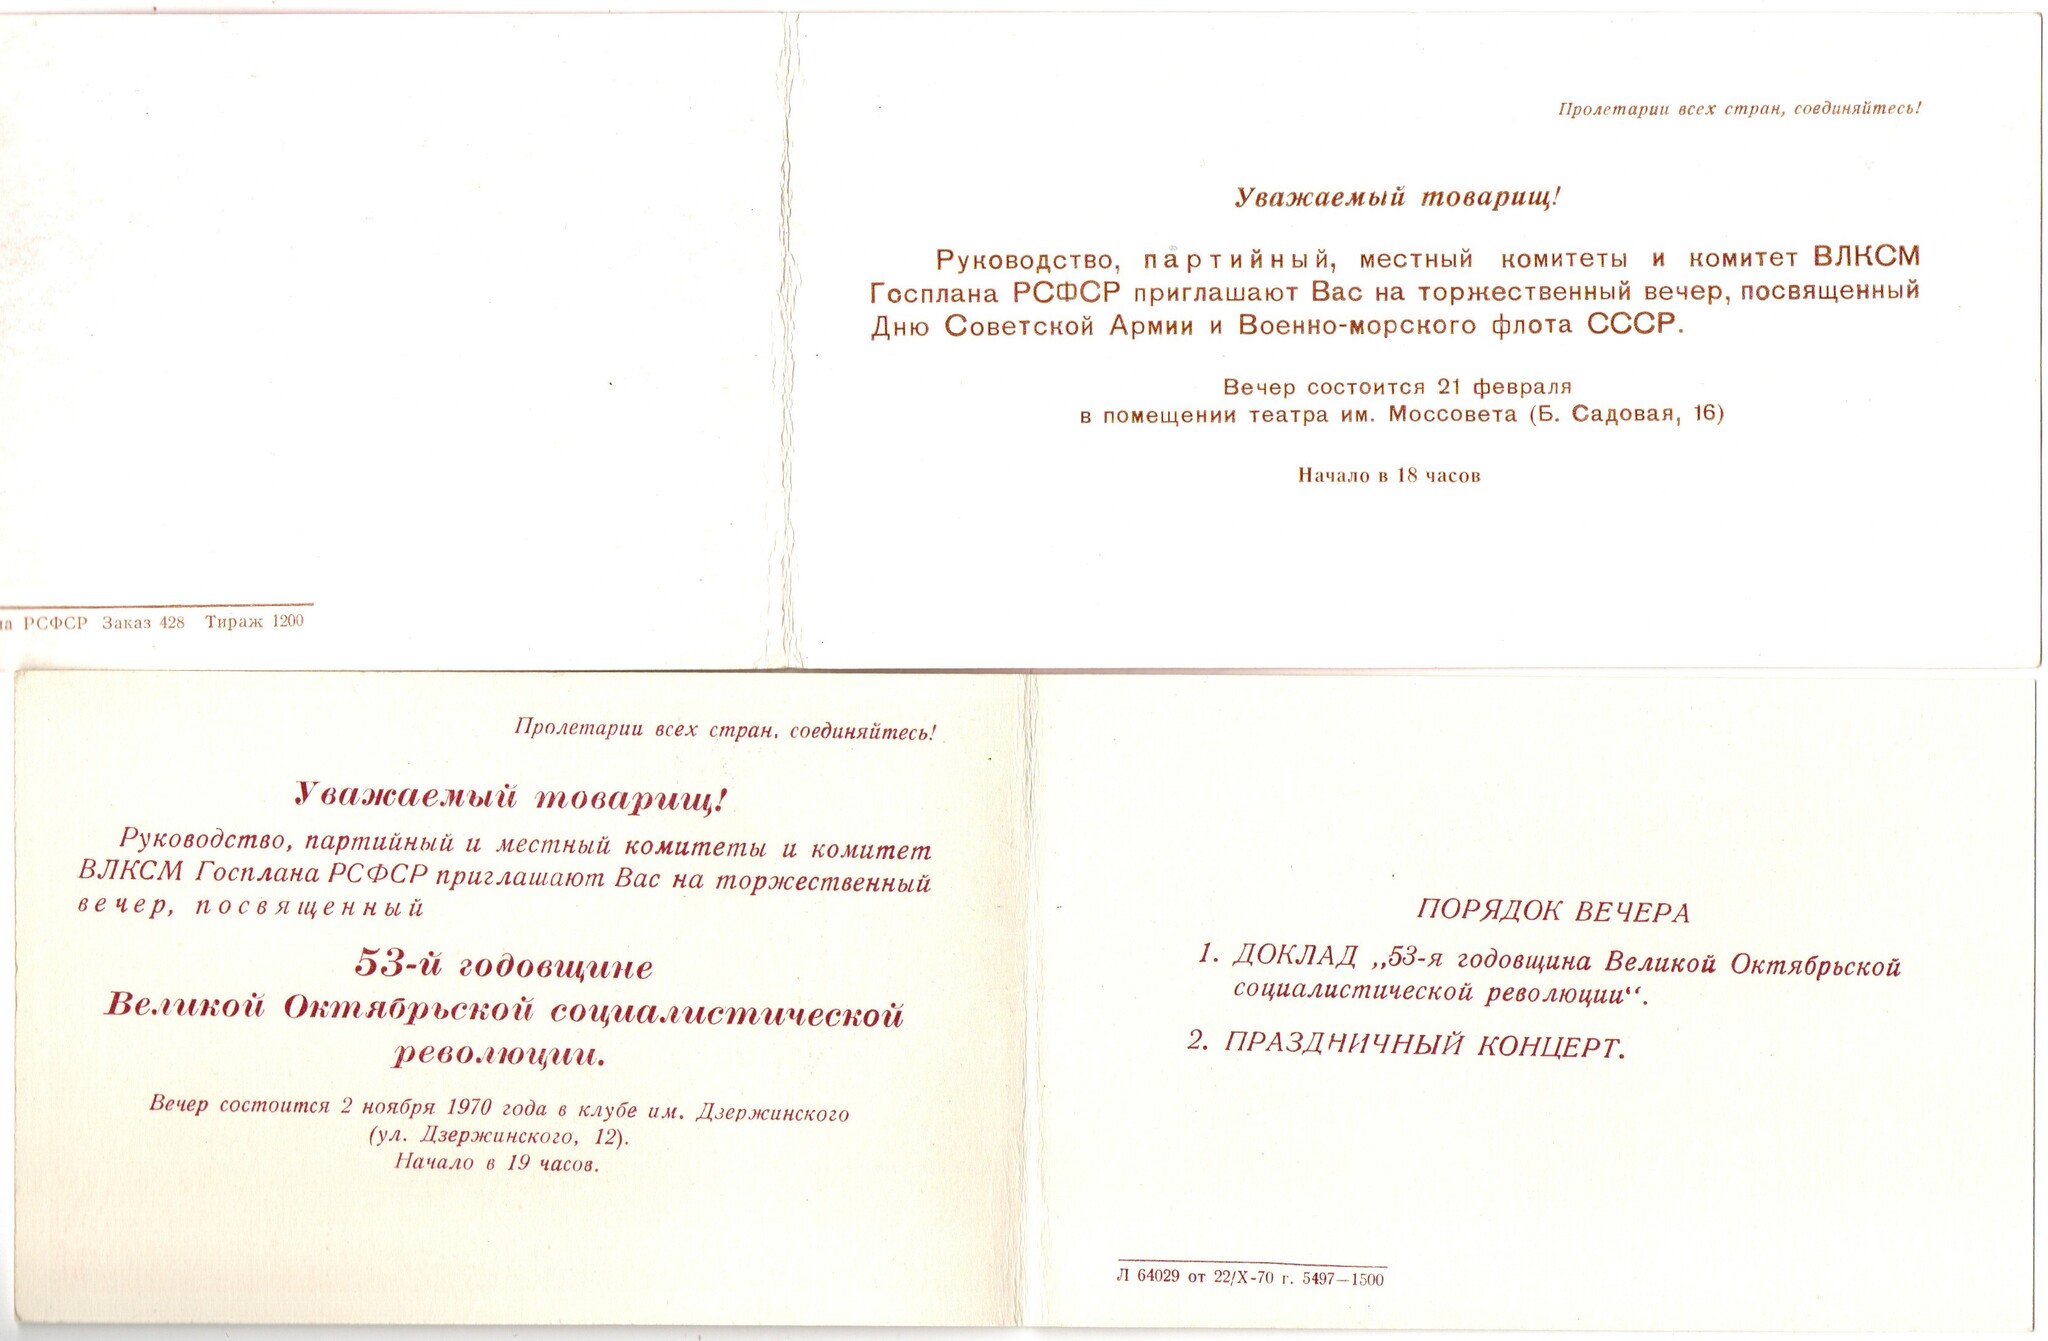 Пролетарии всех стран, соединяйтесь!
Уважаемый товарищ!
Руководство, партийный, местный комитеты и комитет ВЛКСМ
Госплана РСФСР приглашают Вас на торжественный вечер, посвященный
Дню Советской Армии и Военно-морского флота СССР.
Вечер состоится 21 февраля
в помещении театра им. Моссовета (Б. Садовая, 16)
Начало в 18 часов
РСФСР Заказ 428 Тираж 1200
Пролетарии всех стран, соединяйтесь!
Уважаемый товарищ!
Руководство, партийный и местный комитеты и комитет
ВЛКСМ Госплана РСФСР приглашают Вас на торжественный
вечер, посвященный
53-й годовщине
Великой Октябрьской социалистической
революции.
Вечер состоится 2 ноября 1970 года в клубе им. Дзержинского
(ул. Дзержинского, 12).
Начало в 19 часов.
ПОРЯДОК ВЕЧЕРА
1. ДОКЛАД „53-я годовщина Великой Октябрьской
социалистической революции“.
2. ПРАЗДНИЧНЫЙ КОНЦЕРТ.
Л 64029 от 22/X-70 г. 5497—1500